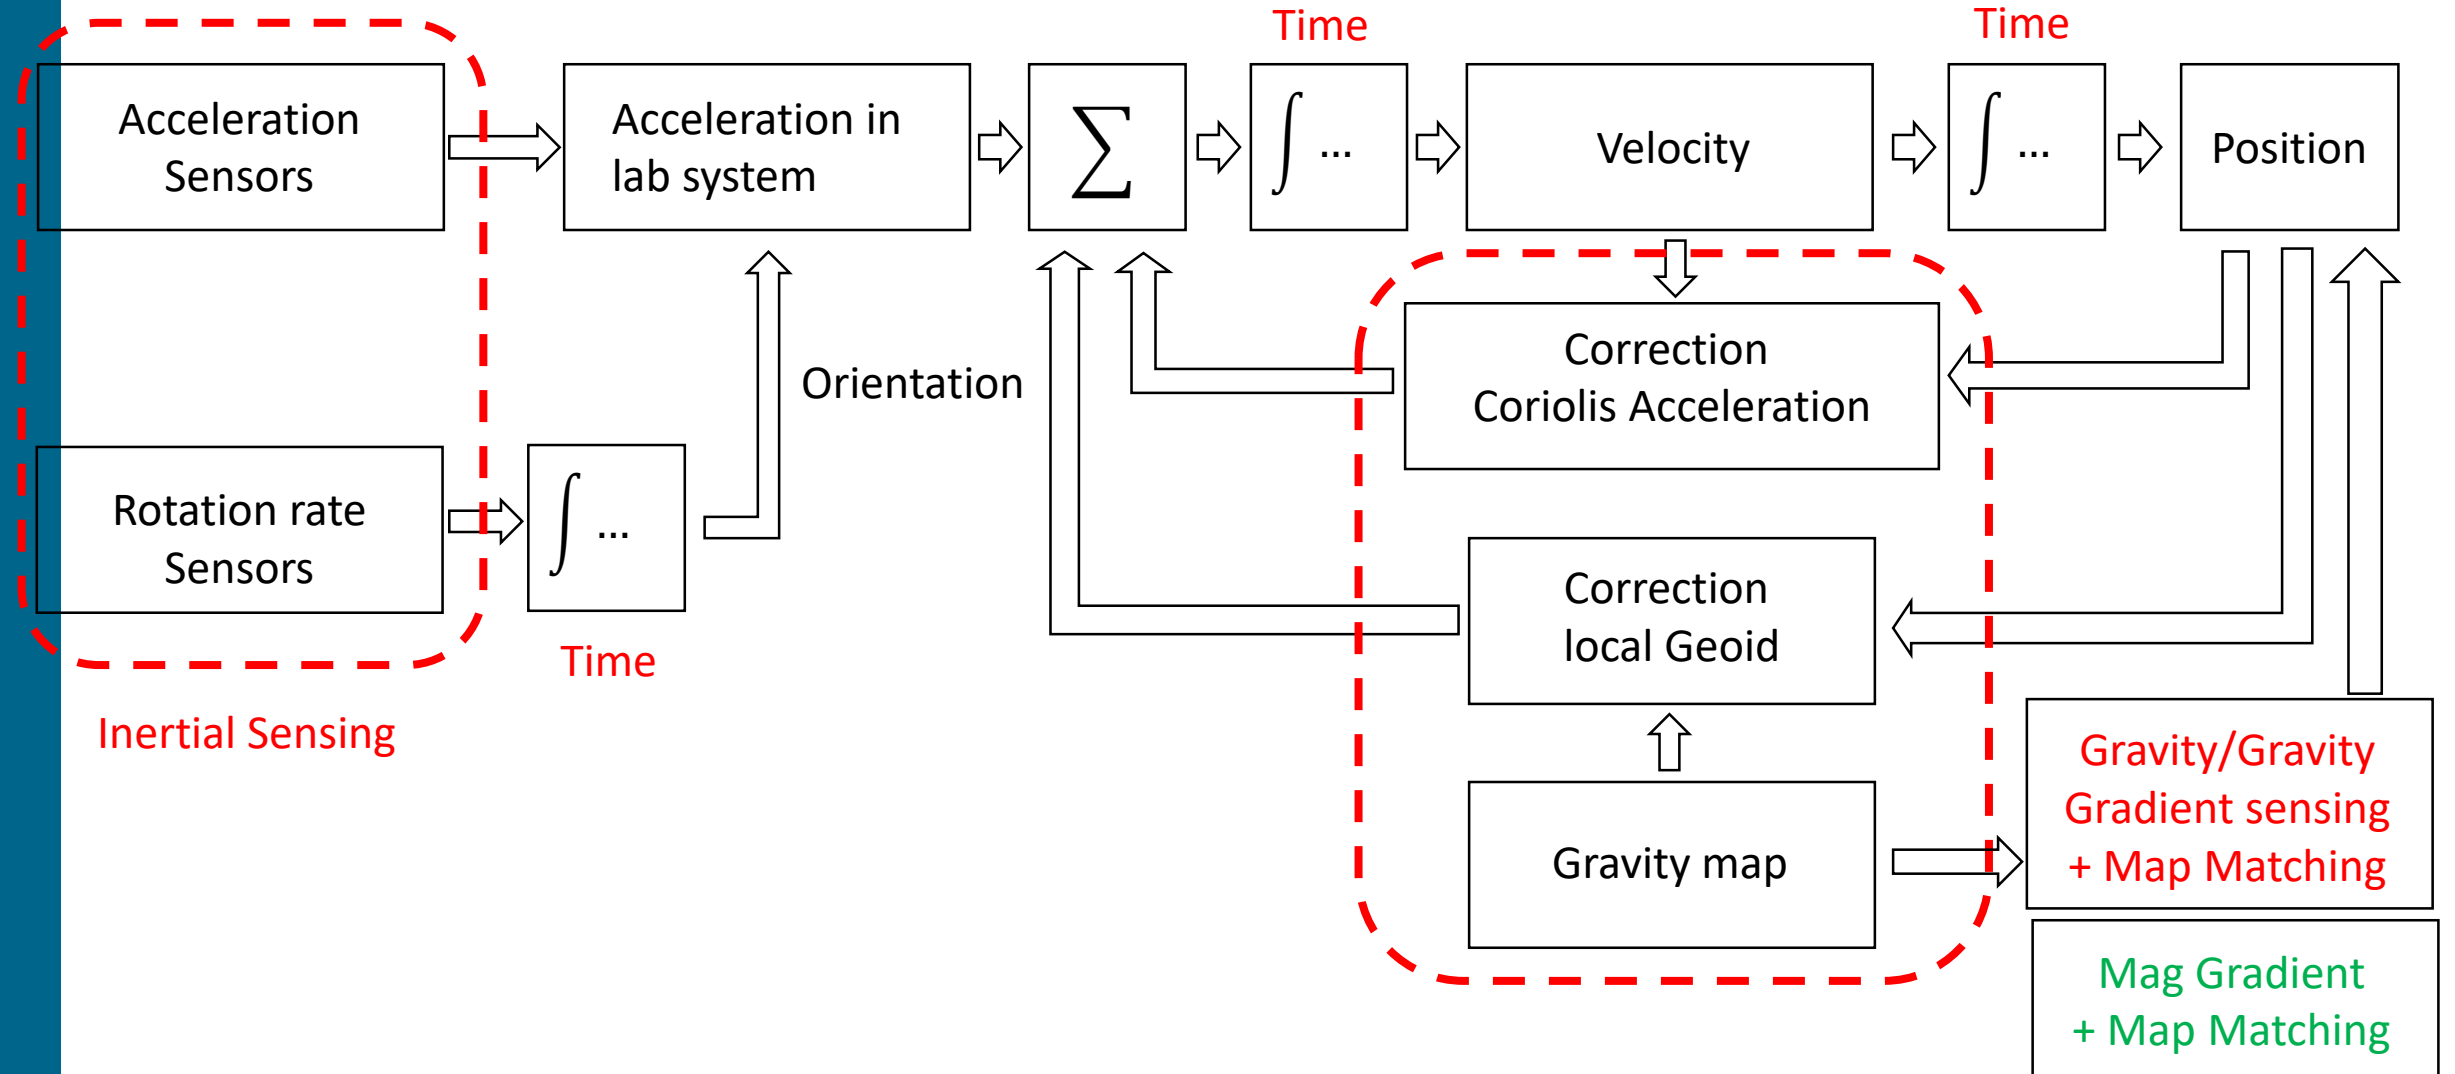 Time
Time
Acceleration
Sensors
Acceleration in
lab system
∑
∫ ...
Velocity
∫ ...
Position
Orientation
Correction
Coriolis Acceleration
Rotation rate
Sensors
∫ ...
Time
Inertial Sensing
Correction
local Geoid
Gravity map
Gravity/Gravity
Gradient sensing
+ Map Matching
Mag Gradient
+ Map Matching